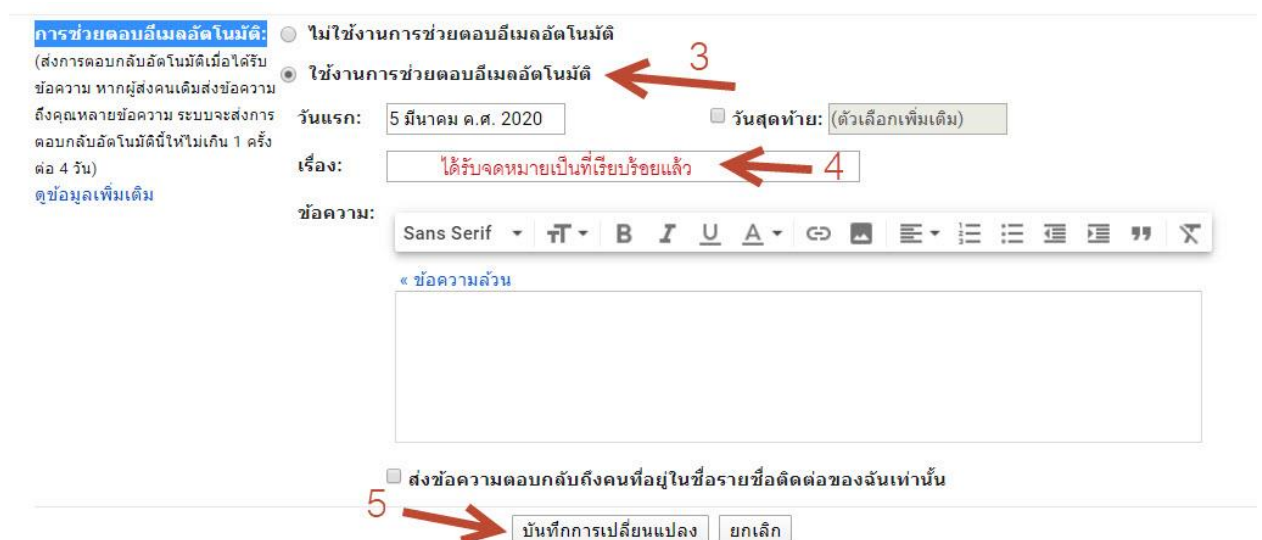 การช่วยตอบอีเมลอัตโนมัติ:
(ส่งการตอบกลับอัตโนมัติเมื่อได้รับ
ข้อความ หากผู้ส่งคนเดิมส่งข้อความ
ถึงคุณหลายข้อความ ระบบจะส่งการ
ตอบกลับอัตโนมัตินี้ให้ไม่เกิน 1 ครั้ง
ต่อ 4 วัน)
ดูข้อมูลเพิ่มเติม
ไม่ใช้งานการช่วยตอบอีเมลอัตโนมัติ
ใช้งานการช่วยตอบอีเมลอัตโนมัติ 3
วันแรก: 5 มีนาคม ค.ศ. 2020 วันสุดท้าย: (ตัวเลือกเพิ่มเติม)
เรื่อง: ได้รับจดหมายเป็นที่เรียบร้อยแล้ว 4
ข้อความ:
Sans Serif
« ข้อความล้วน
ส่งข้อความตอบกลับถึงคนที่อยู่ในชื่อรายชื่อติดต่อของฉันเท่านั้น
5
บันทึกการเปลี่ยนแปลง ยกเลิก